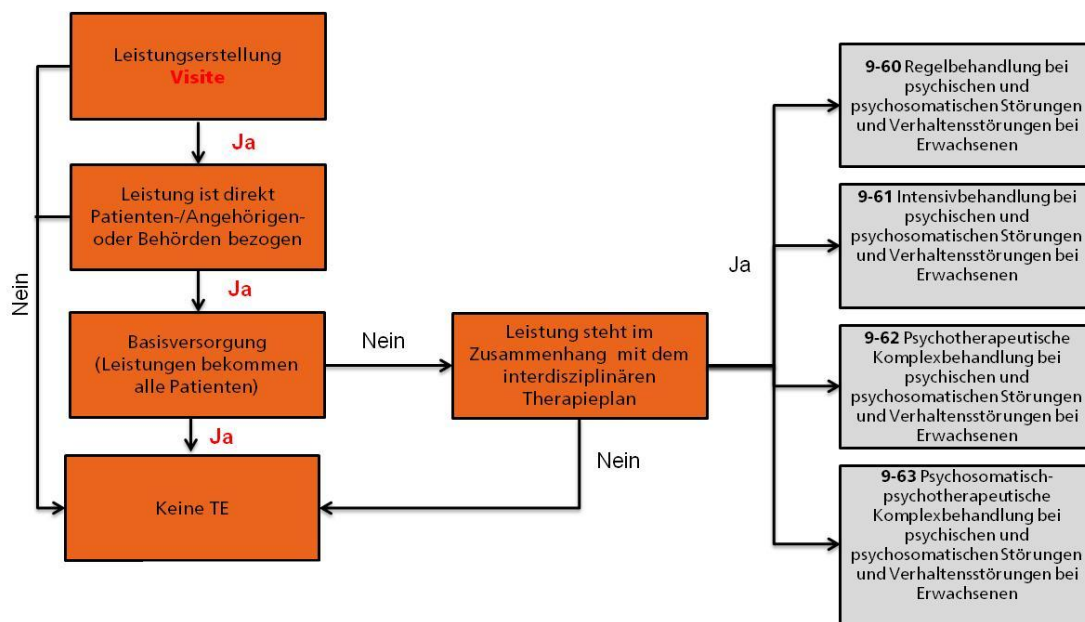 Leistungserstellung
Visite
Ja
Leistung ist direkt
Patienten-/Angehörigen-
oder Behörden bezogen
Nein
Ja
Basisversorgung
(Leistungen bekommen
alle Patienten)
Ja
Keine TE
Nein
Leistung steht im
Zusammenhang mit dem
interdisziplinären
Therapieplan
Nein
Ja
9-60 Regelbehandlung bei
psychischen und
psychosomatischen Störungen
und Verhaltensstörungen bei
Erwachsenen
9-61 Intensivbehandlung bei
psychischen und
psychosomatischen Störungen
und Verhaltensstörungen bei
Erwachsenen
9-62 Psychotherapeutische
Komplexbehandlung bei
psychischen und
psychosomatischen Störungen
und Verhaltensstörungen bei
Erwachsenen
9-63 Psychosomatisch-
psychotherapeutische
Komplexbehandlung bei
psychischen und
psychosomatischen Störungen
und Verhaltensstörungen bei
Erwachsenen